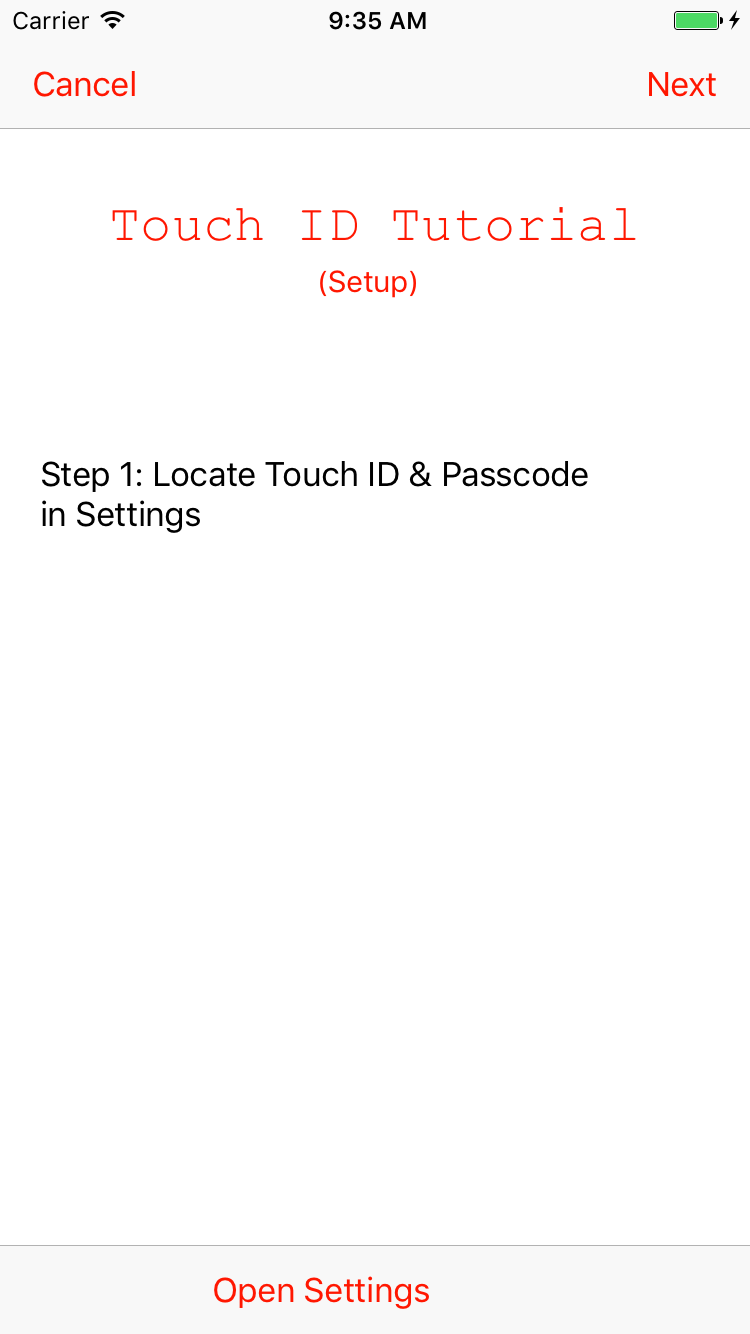 Carrier 9:35 AM
Cancel Next
Touch ID Tutorial
(Setup)
Step 1: Locate Touch ID & Passcode
in Settings
Open Settings